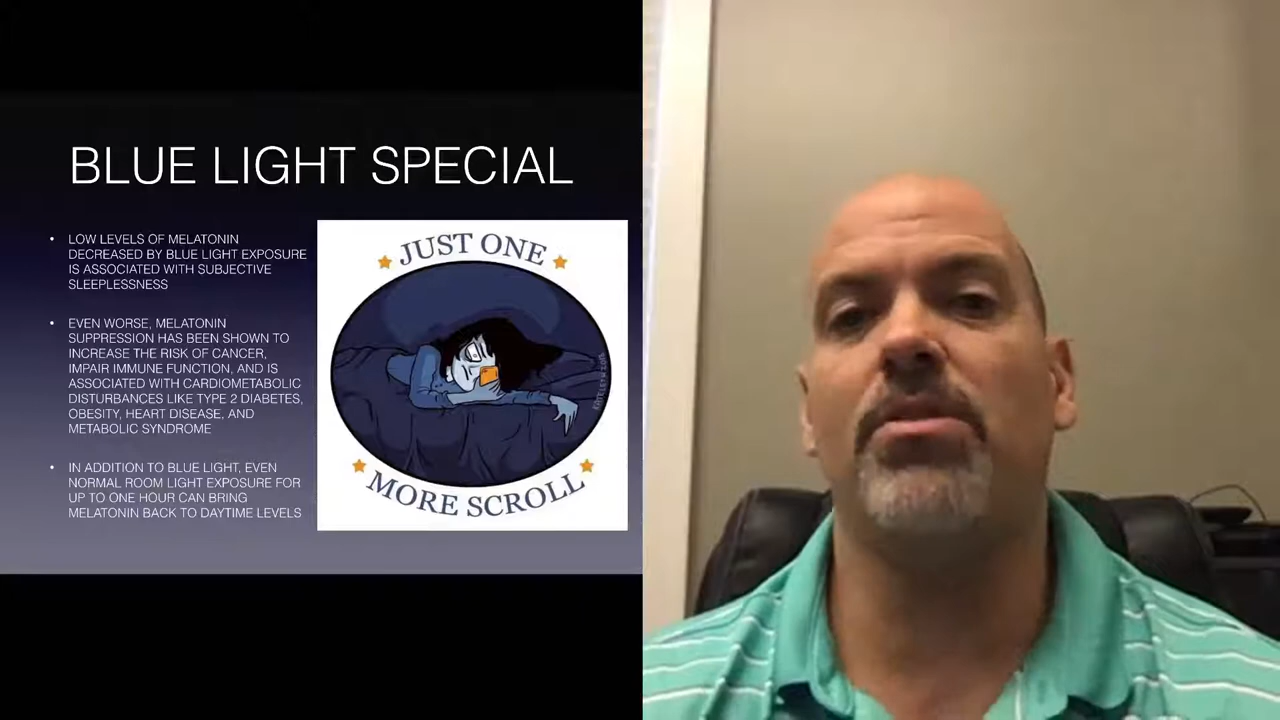 BLUE LIGHT SPECIAL
• LOW LEVELS OF MELATONIN
DECREASED BY BLUE LIGHT EXPOSURE
IS ASSOCIATED WITH SUBJECTIVE
SLEEPLESSNESS
• EVEN WORSE, MELATONIN
SUPPRESSION HAS BEEN SHOWN TO
INCREASE THE RISK OF CANCER,
IMPAIR IMMUNE FUNCTION, AND IS
ASSOCIATED WITH CARDIOMETABOLIC
DISTURBANCES LIKE TYPE 2 DIABETES,
OBESITY, HEART DISEASE, AND
METABOLIC SYNDROME
• IN ADDITION TO BLUE LIGHT, EVEN
NORMAL ROOM LIGHT EXPOSURE FOR
UP TO ONE HOUR CAN BRING
MELATONIN BACK TO DAYTIME LEVELS
JUST ONE
MORE SCROLL